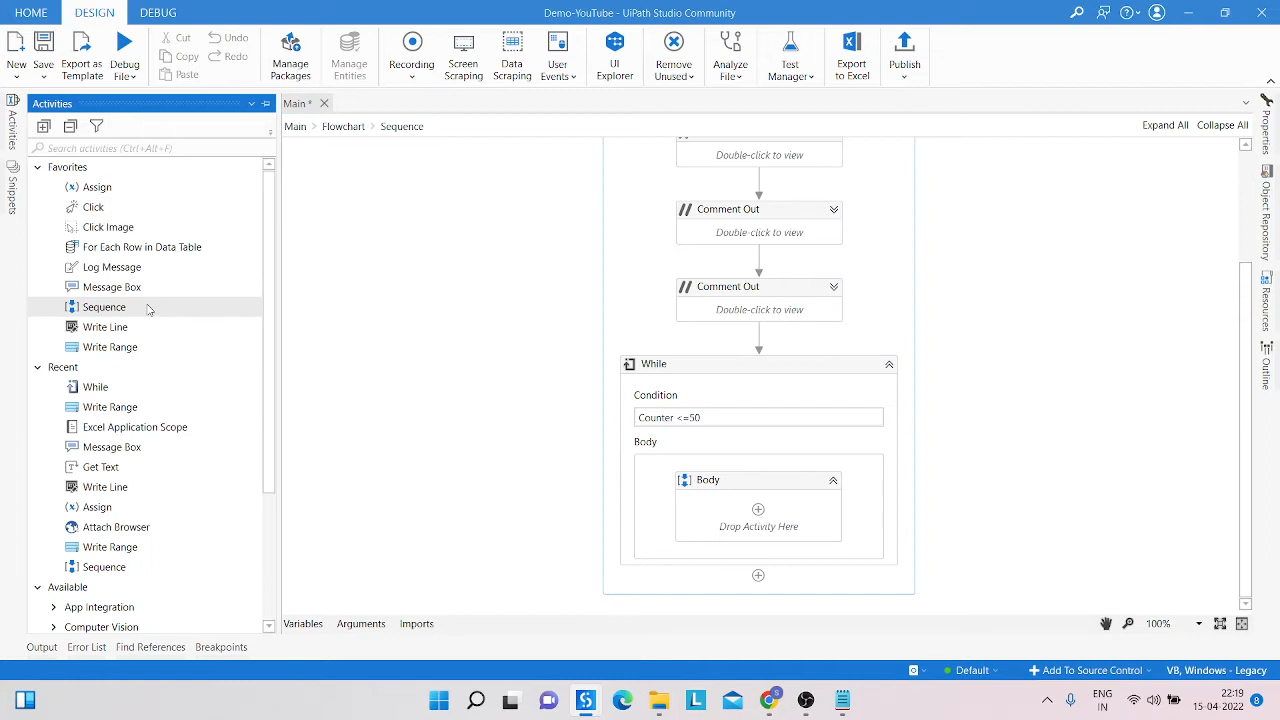 HOME DESIGN DEBUG Demo-YouTube - UiPath Studio Community
New Save Export as Template Debug File Cut Copy Paste Undo Redo Manage Packages Manage Entities Recording Screen Scraping Data Scraping User Events UI Explorer Remove Unused Analyze File Test Manager Export to Excel Publish
Activities
Main *
Main > Flowchart > Sequence
Expand All Collapse All
Search activities (Ctrl+Alt+F)
Favorites
Assign
Click
Click Image
For Each Row in Data Table
Log Message
Message Box
Sequence
Write Line
Write Range
Recent
While
Write Range
Excel Application Scope
Message Box
Get Text
Write Line
Assign
Attach Browser
Write Range
Sequence
Available
App Integration
Computer Vision
Activities
Snippets
Double-click to view
// Comment Out
Double-click to view
// Comment Out
Double-click to view
While
Condition
Counter <=50
Body
Body
Drop Activity Here
Properties
Object Repository
Resources
Outline
Variables Arguments Imports
100%
Output Error List Find References Breakpoints
Default Add To Source Control VB, Windows - Legacy
ENG
IN
22:19
15-04-2022
8